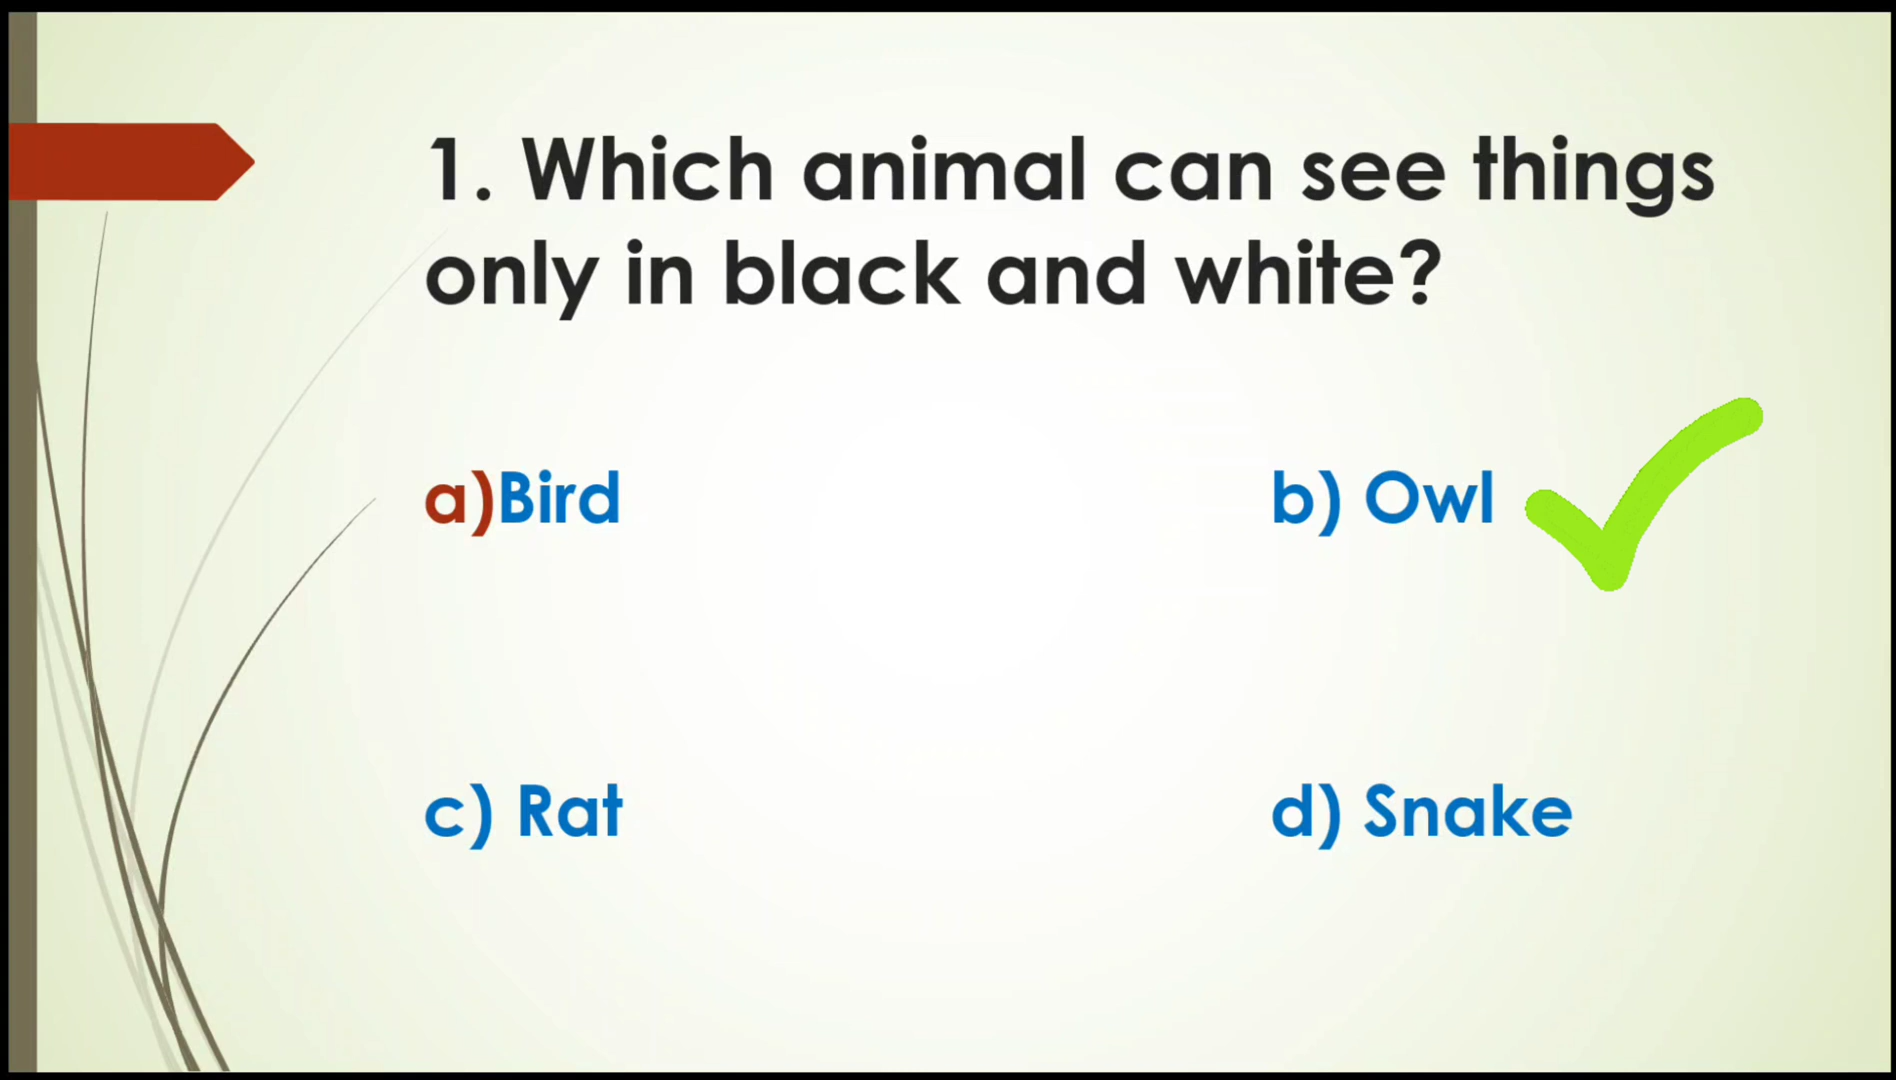 1. Which animal can see things
only in black and white?
a)Bird
b) Owl
c) Rat
d) Snake